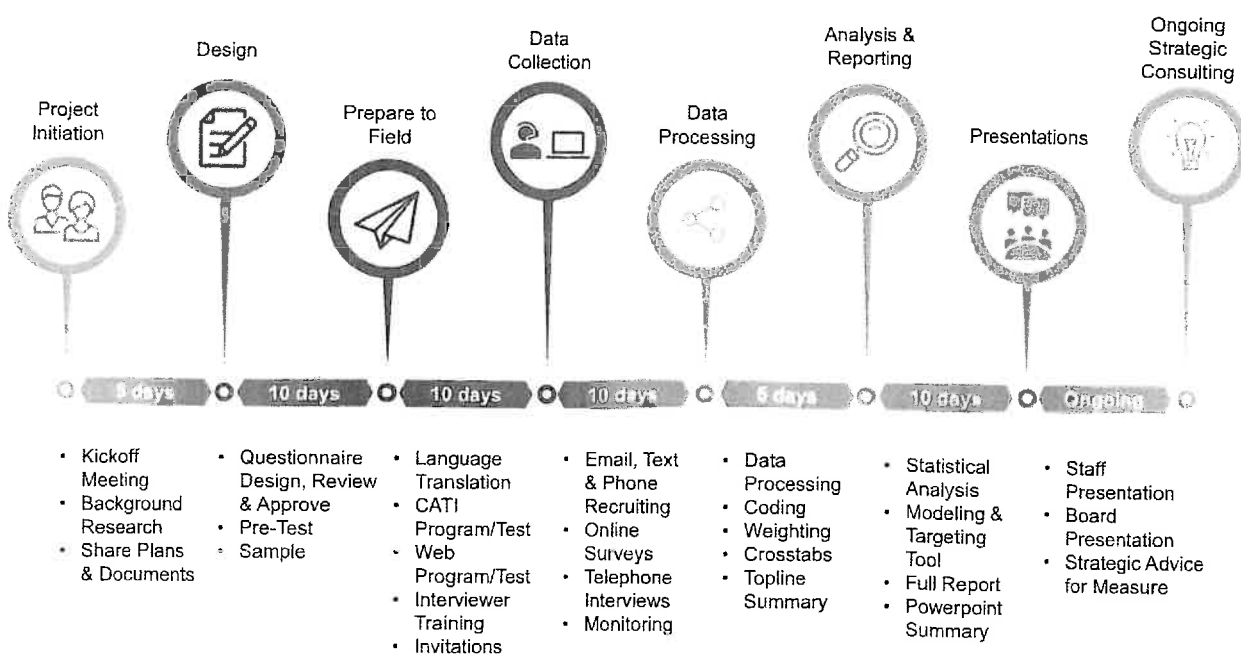 Project
Initiation
Design
Prepare to
Field
Data
Collection
Data
Processing
Analysis &
Reporting
Presentations
Ongoing
Strategic
Consulting
5 days
10 days
10 days
10 days
5 days
10 days
Ongoing
• Kickoff
Meeting
• Background
Research
• Share Plans
& Documents
• Questionnaire
Design, Review
& Approve
• Pre-Test
• Sample
• Language
Translation
• CATI
Program/Test
• Web
Program/Test
• Interviewer
Training
• Invitations
• Email, Text
& Phone
Recruiting
• Online
Surveys
• Telephone
Interviews
• Monitoring
• Data
Processing
• Coding
• Weighting
• Crosstabs
• Topline
Summary
• Statistical
Analysis
• Modeling &
Targeting
Tool
• Full Report
• Powerpoint
Summary
• Staff
Presentation
• Board
Presentation
• Strategic Advice
for Measure